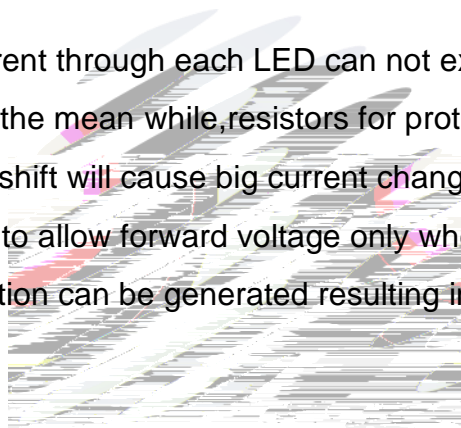 rent through each LED can not ex
the mean while,resistors for prot
shift will cause big current chang
to allow forward voltage only wh
tion can be generated resulting in